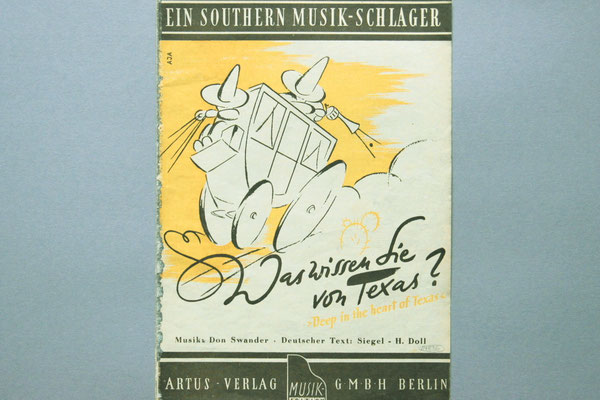 EIN SOUTHERN MUSIK-SCHLAGER
AJA
Was wissen Sie
von Texas?
»Deep in the heart of Texas«
Musik: Don Swander · Deutscher Text: Siegel - H. Doll
ARTUS · VERLAG MUSIK- G·M·B·H BERLIN